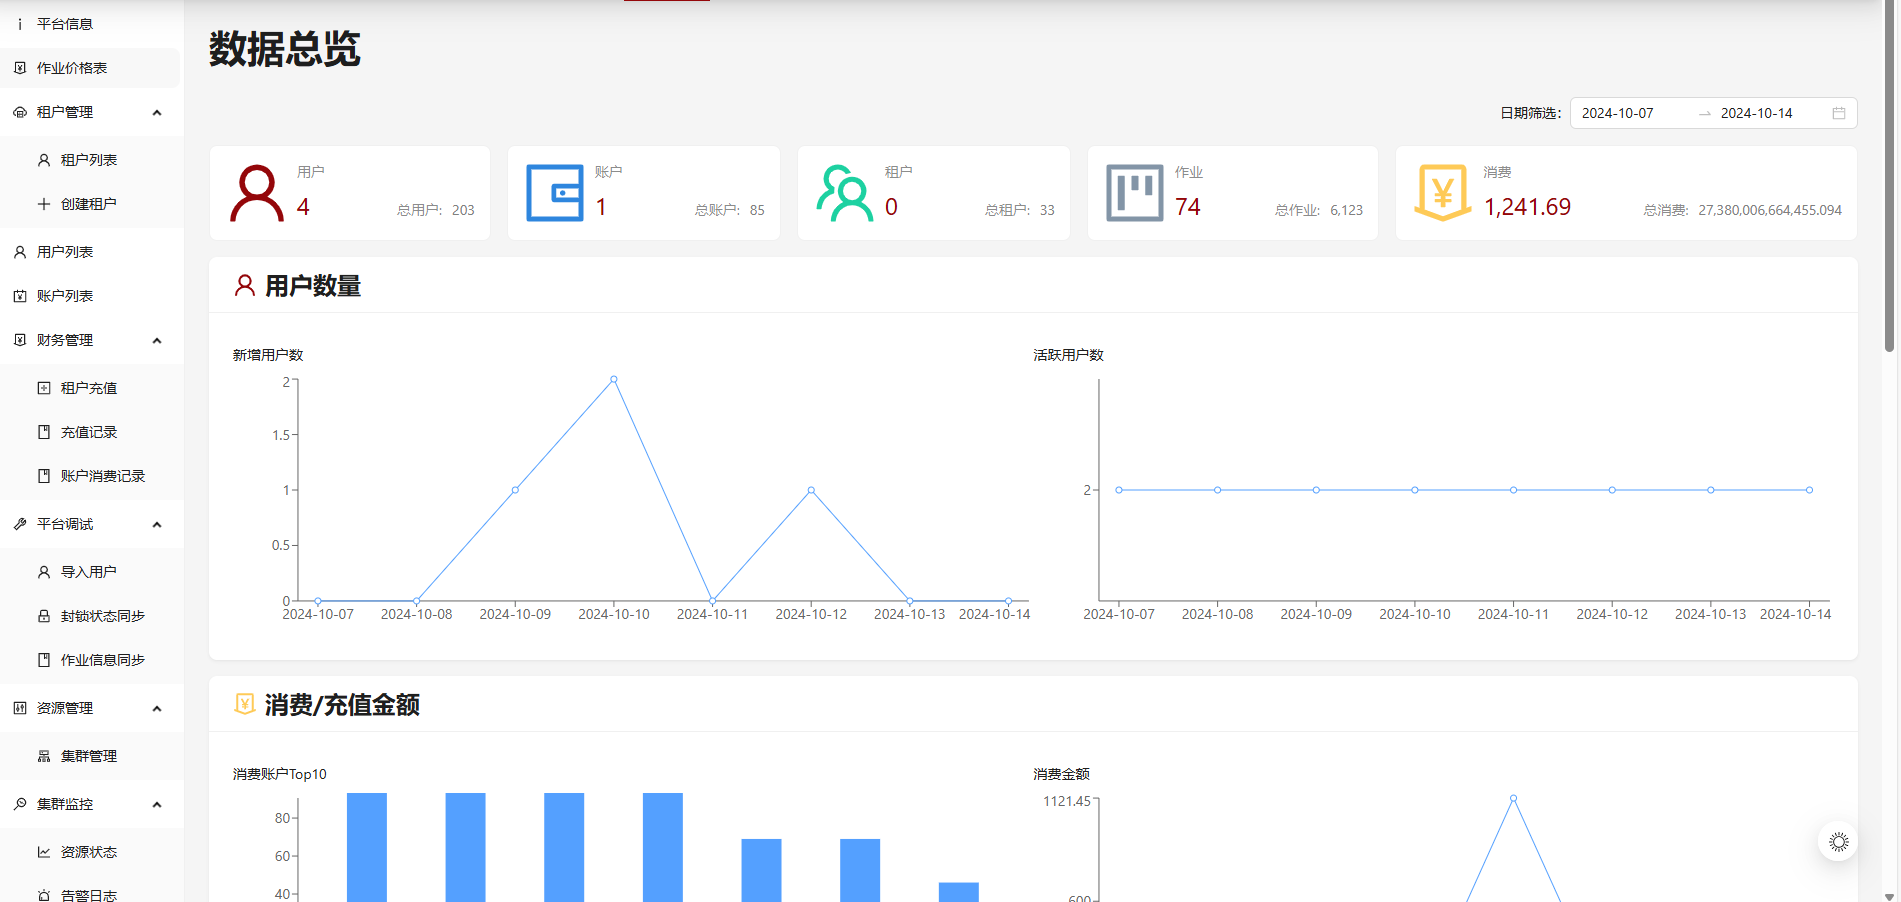 平台信息
作业价格表
租户管理
租户列表
创建租户
用户列表
账户列表
财务管理
租户充值
充值记录
账户消费记录
平台调试
导入用户
封锁状态同步
作业信息同步
资源管理
集群管理
集群监控
资源状态
告警日志
数据总览
日期筛选: 2024-10-07 → 2024-10-14
用户
4 总用户: 203
账户
1 总账户: 85
租户
0 总租户: 33
作业
74 总作业: 6,123
消费
1,241.69 总消费: 27,380,006,664,455.094
用户数量
新增用户数
2
1.5
1
0.5
0
2024-10-07 2024-10-08 2024-10-09 2024-10-10 2024-10-11 2024-10-12 2024-10-13 2024-10-14
活跃用户数
2
2024-10-07 2024-10-08 2024-10-09 2024-10-10 2024-10-11 2024-10-12 2024-10-13 2024-10-14
消费/充值金额
消费账户Top10
80
60
40
消费金额
1121.45
600